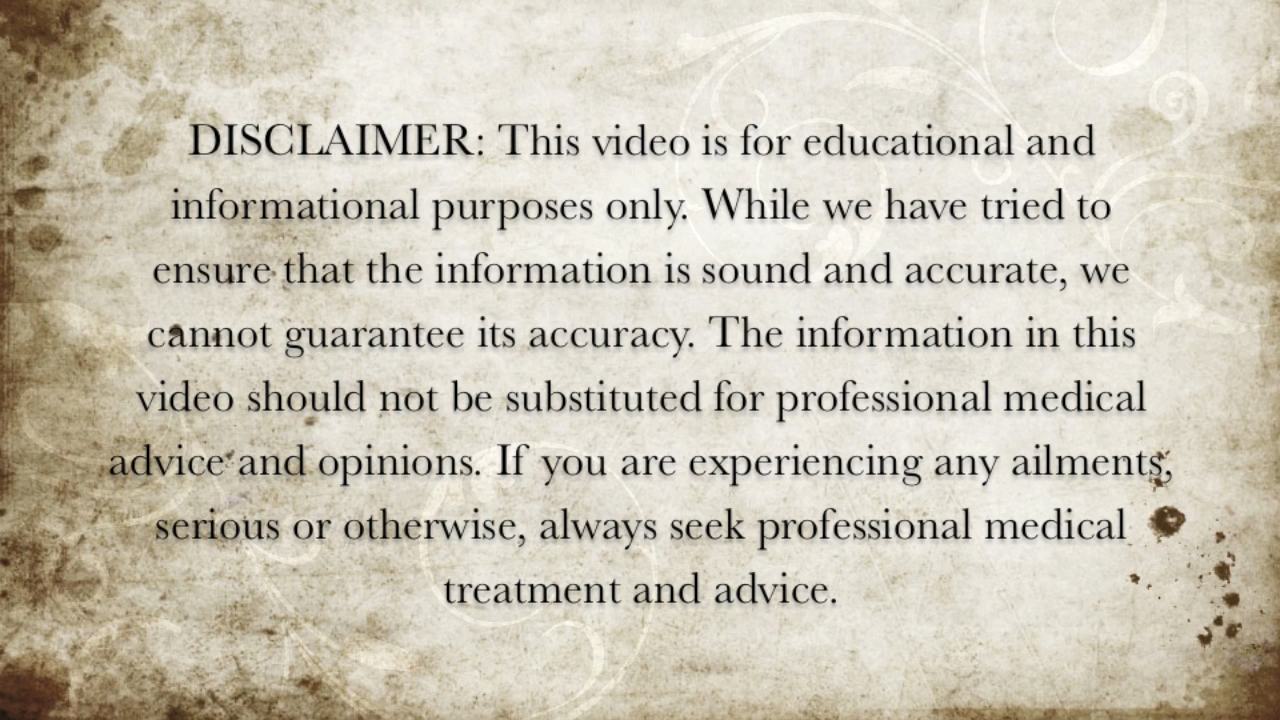 DISCLAIMER: This video is for educational and
informational purposes only. While we have tried to
ensure that the information is sound and accurate, we
cannot guarantee its accuracy. The information in this
video should not be substituted for professional medical
advice and opinions. If you are experiencing any ailments,
serious or otherwise, always seek professional medical
treatment and advice.